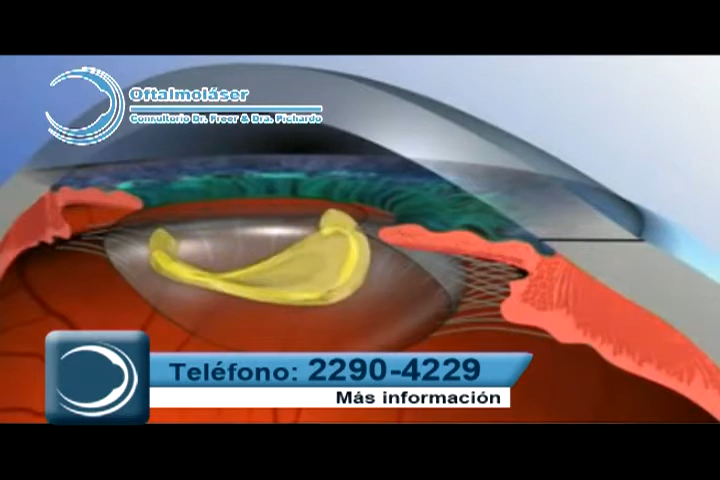 Oftalmoláser
Consultorio Dr. Freer & Dra. Pichardo
Teléfono: 2290-4229
Más información